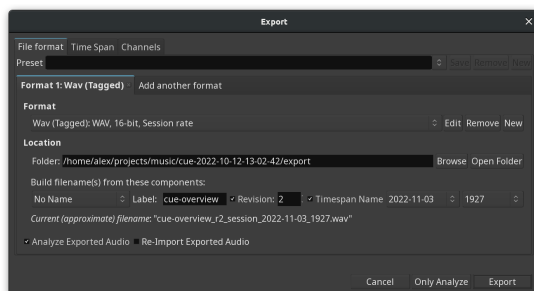 Export
File format Time Span Channels
Preset Save Remove New
Format 1: Wav (Tagged) Add another format
Format
Wav (Tagged): WAV, 16-bit, Session rate Edit Remove New
Location
Folder: /home/alex/projects/music/cue-2022-10-12-13-02-42/export Browse Open Folder
Build filename(s) from these components:
No Name Label: cue-overview Revision: 2 Timespan Name 2022-11-03 1927
Current (approximate) filename: "cue-overview_r2_session_2022-11-03_1927.wav"
Analyze Exported Audio Re-Import Exported Audio
Cancel Only Analyze Export